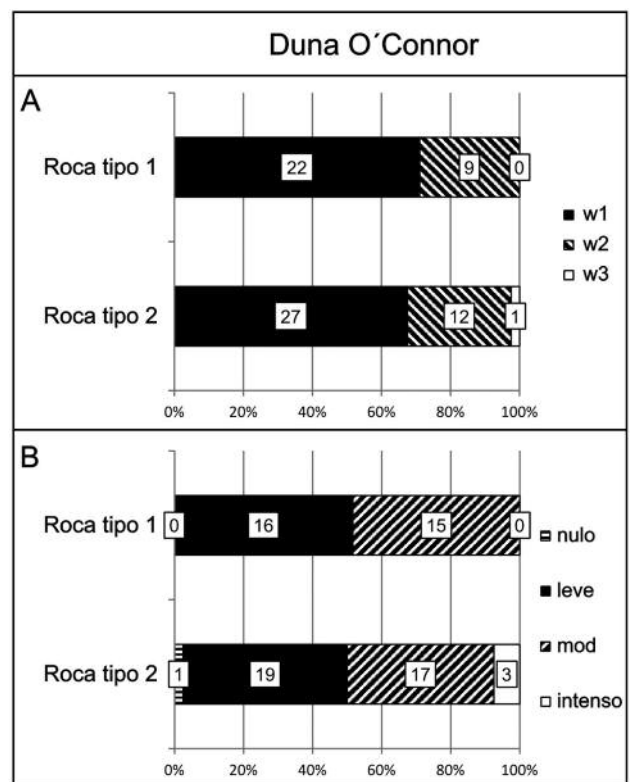 Duna O´Connor
A
Roca tipo 1
22
9
0
w1
w2
w3
Roca tipo 2
27
12
1
0%
20%
40%
60%
80%
100%
B
Roca tipo 1
0
16
15
0
nulo
leve
mod
intenso
Roca tipo 2
1
19
17
3
0%
20%
40%
60%
80%
100%